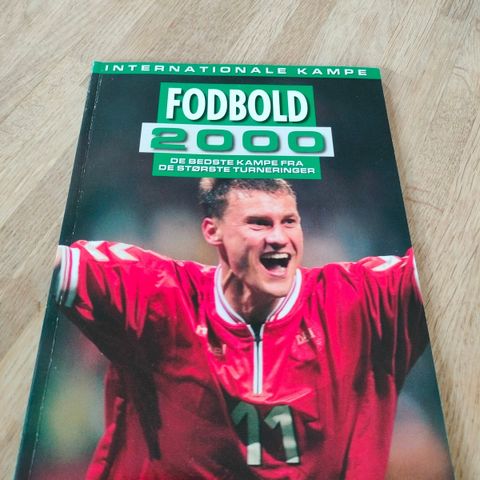 INTERNATIONALE KAMPE
FODBOLD
2000
DE BEDSTE KAMPE FRA
DE STØRSTE TURNERINGER
11